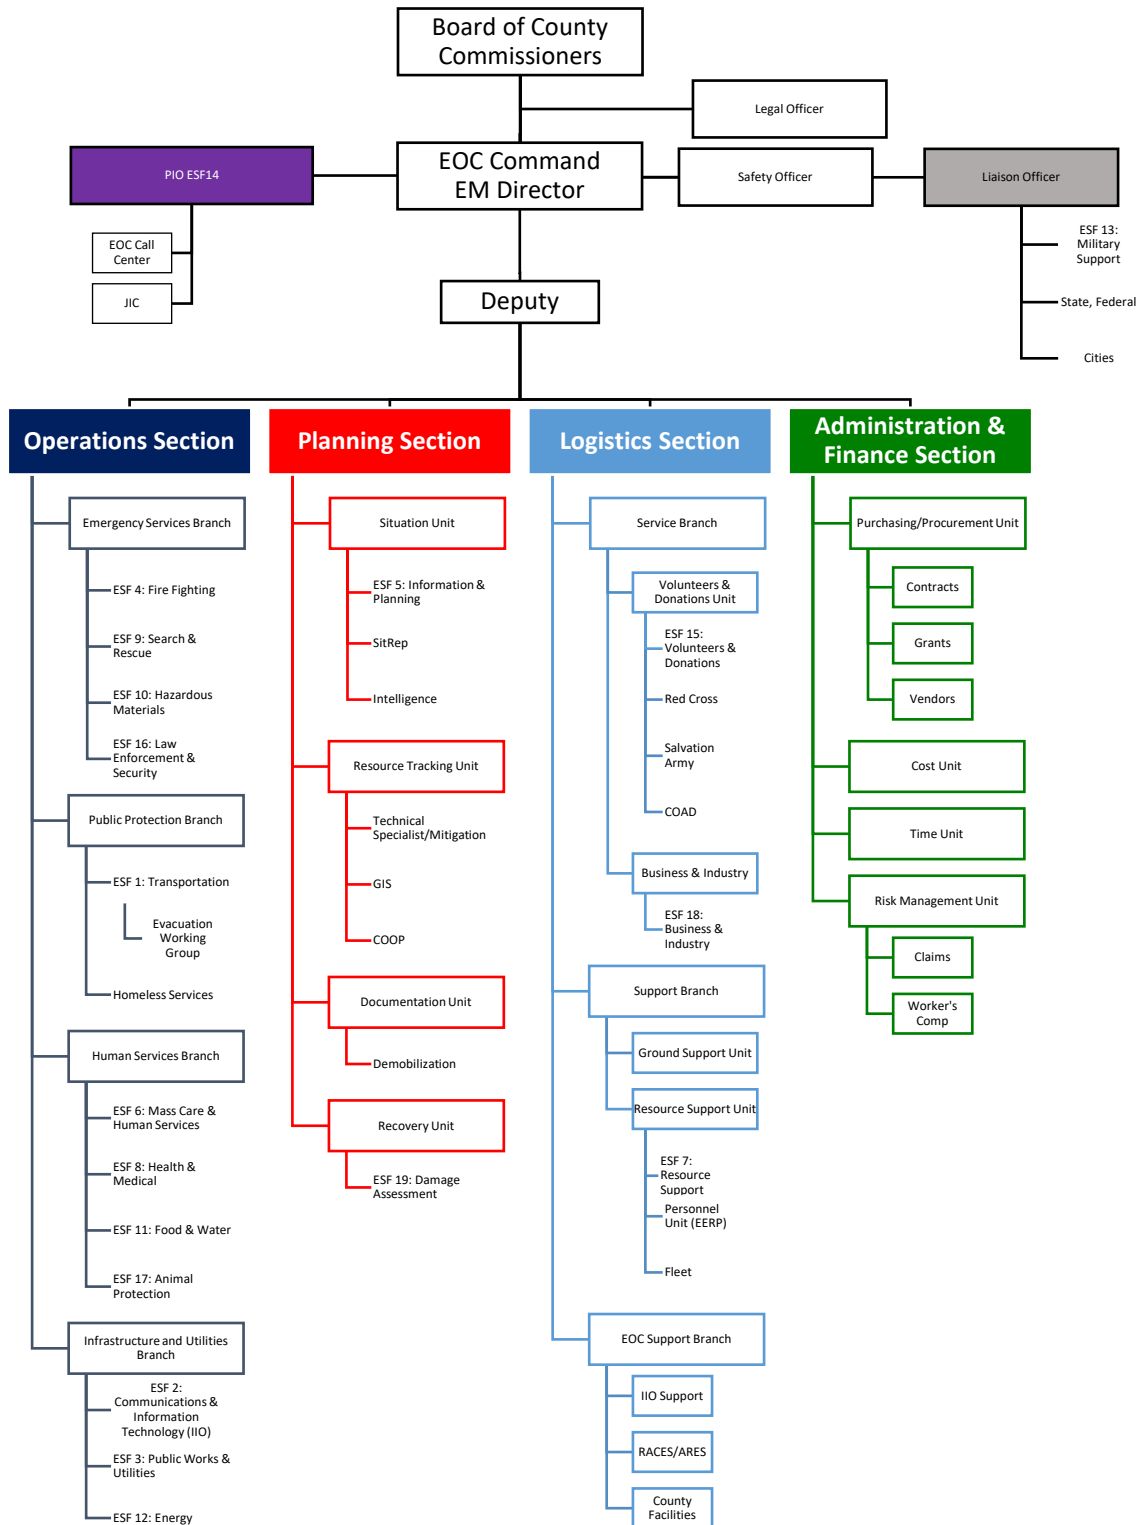 Board of County
Commissioners
Legal Officer
PIO ESF14
EOC Command
EM Director
Safety Officer
Liaison Officer
EOC Call
Center
JIC
ESF 13:
Military
Support
State, Federal
Cities
Deputy
Operations Section
Emergency Services Branch
ESF 4: Fire Fighting
ESF 9: Search &
Rescue
ESF 10: Hazardous
Materials
ESF 16: Law
Enforcement &
Security
Public Protection Branch
ESF 1: Transportation
Evacuation
Working
Group
Homeless Services
Human Services Branch
ESF 6: Mass Care &
Human Services
ESF 8: Health &
Medical
ESF 11: Food & Water
ESF 17: Animal
Protection
Infrastructure and Utilities
Branch
ESF 2:
Communications &
Information
Technology (IIO)
ESF 3: Public Works &
Utilities
ESF 12: Energy
Planning Section
Situation Unit
ESF 5: Information &
Planning
SitRep
Intelligence
Resource Tracking Unit
Technical
Specialist/Mitigation
GIS
COOP
Documentation Unit
Demobilization
Recovery Unit
ESF 19: Damage
Assessment
Logistics Section
Service Branch
Volunteers &
Donations Unit
ESF 15:
Volunteers &
Donations
Red Cross
Salvation
Army
COAD
Business & Industry
ESF 18:
Business &
Industry
Support Branch
Ground Support Unit
Resource Support Unit
ESF 7:
Resource
Support
Personnel
Unit (EERP)
Fleet
EOC Support Branch
IIO Support
RACES/ARES
County
Facilities
Administration &
Finance Section
Purchasing/Procurement Unit
Contracts
Grants
Vendors
Cost Unit
Time Unit
Risk Management Unit
Claims
Worker's
Comp